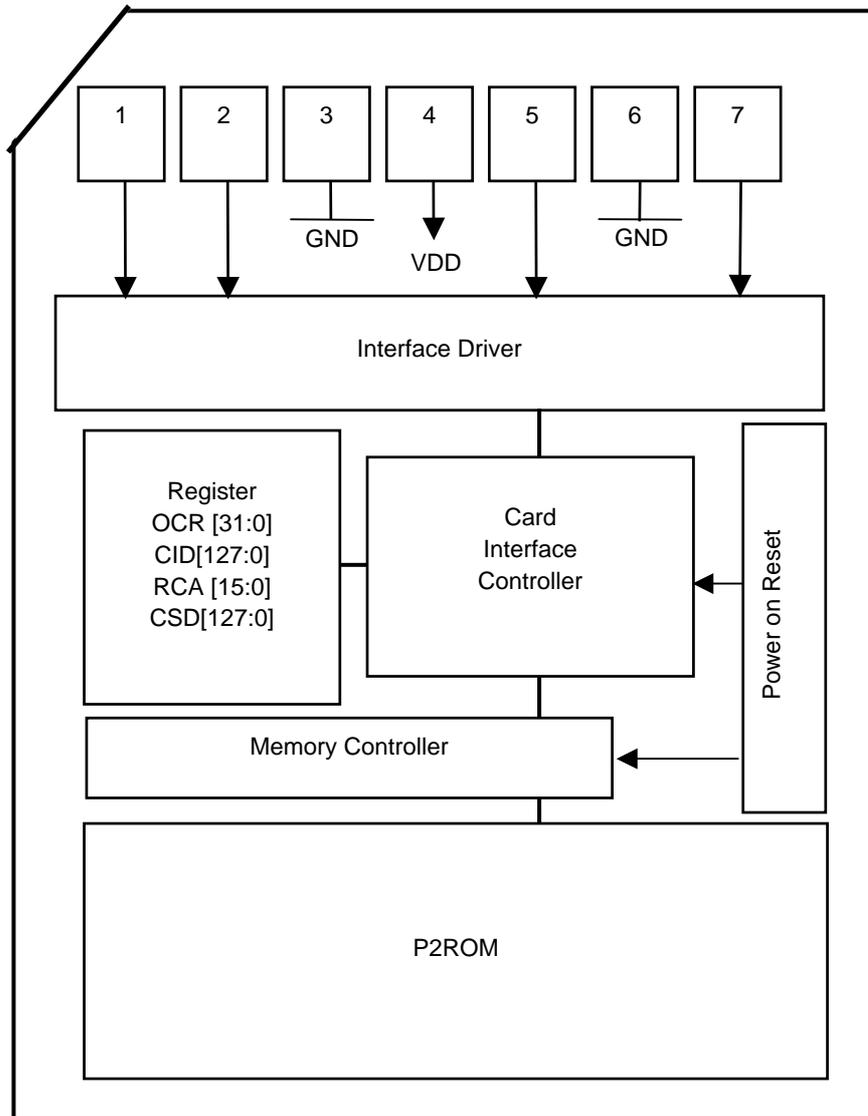 1 2 3 4 5 6 7
GND
VDD
GND
Interface Driver
Register
OCR [31:0]
CID[127:0]
RCA [15:0]
CSD[127:0]
Card
Interface
Controller
Power on Reset
Memory Controller
P2ROM